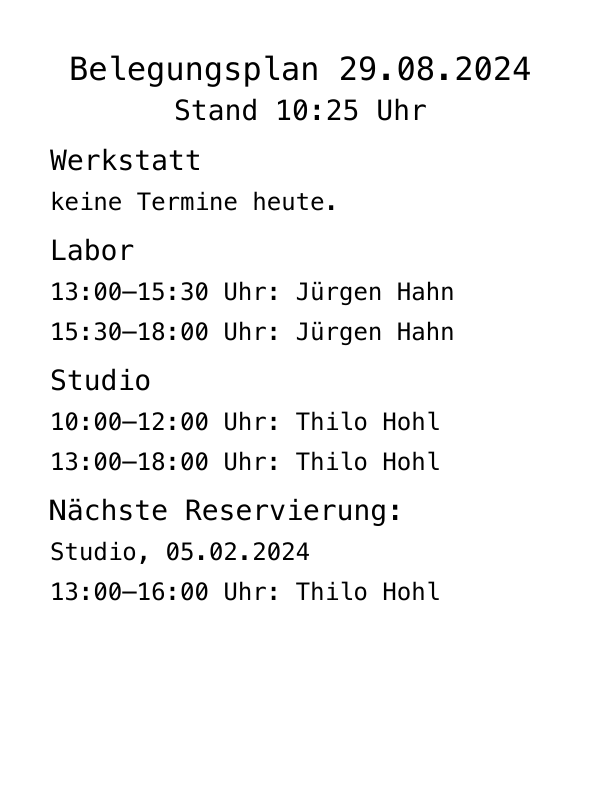 Belegungsplan 29.08.2024
Stand 10:25 Uhr
Werkstatt
keine Termine heute.
Labor
13:00–15:30 Uhr: Jürgen Hahn
15:30–18:00 Uhr: Jürgen Hahn
Studio
10:00–12:00 Uhr: Thilo Hohl
13:00–18:00 Uhr: Thilo Hohl
Nächste Reservierung:
Studio, 05.02.2024
13:00–16:00 Uhr: Thilo Hohl